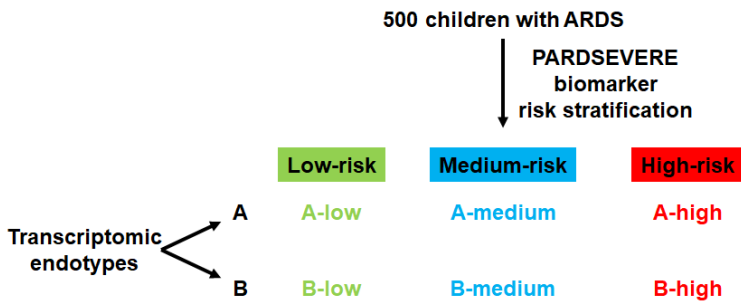 500 children with ARDS
PARDSEVERE
biomarker
risk stratification
Low-risk Medium-risk High-risk
A A-low A-medium A-high
Transcriptomic
endotypes
B B-low B-medium B-high